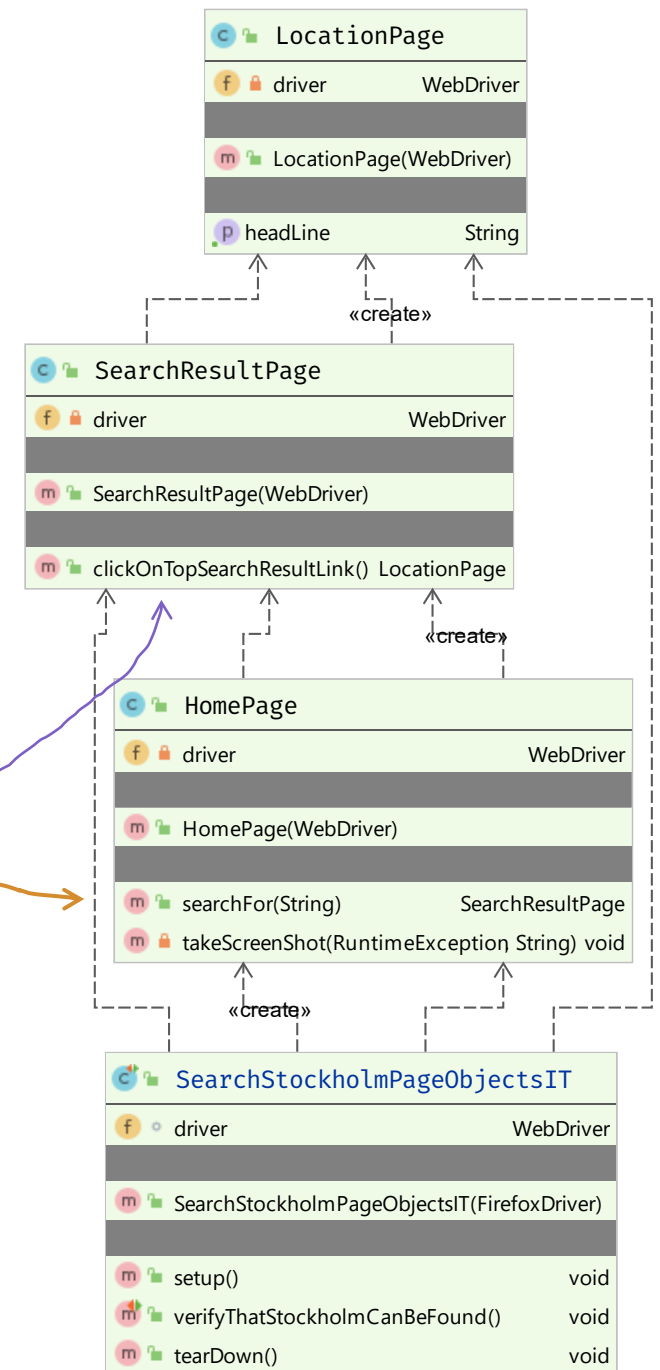 LocationPage
driver WebDriver
LocationPage(WebDriver)
headLine String
«create»
SearchResultPage
driver WebDriver
SearchResultPage(WebDriver)
clickOnTopSearchResultLink() LocationPage
«create»
HomePage
driver WebDriver
HomePage(WebDriver)
searchFor(String) SearchResultPage
takeScreenShot(RuntimeException, String) void
«create»
SearchStockholmPageObjectsIT
driver WebDriver
SearchStockholmPageObjectsIT(FirefoxDriver)
setup() void
verifyThatStockholmCanBeFound() void
tearDown() void